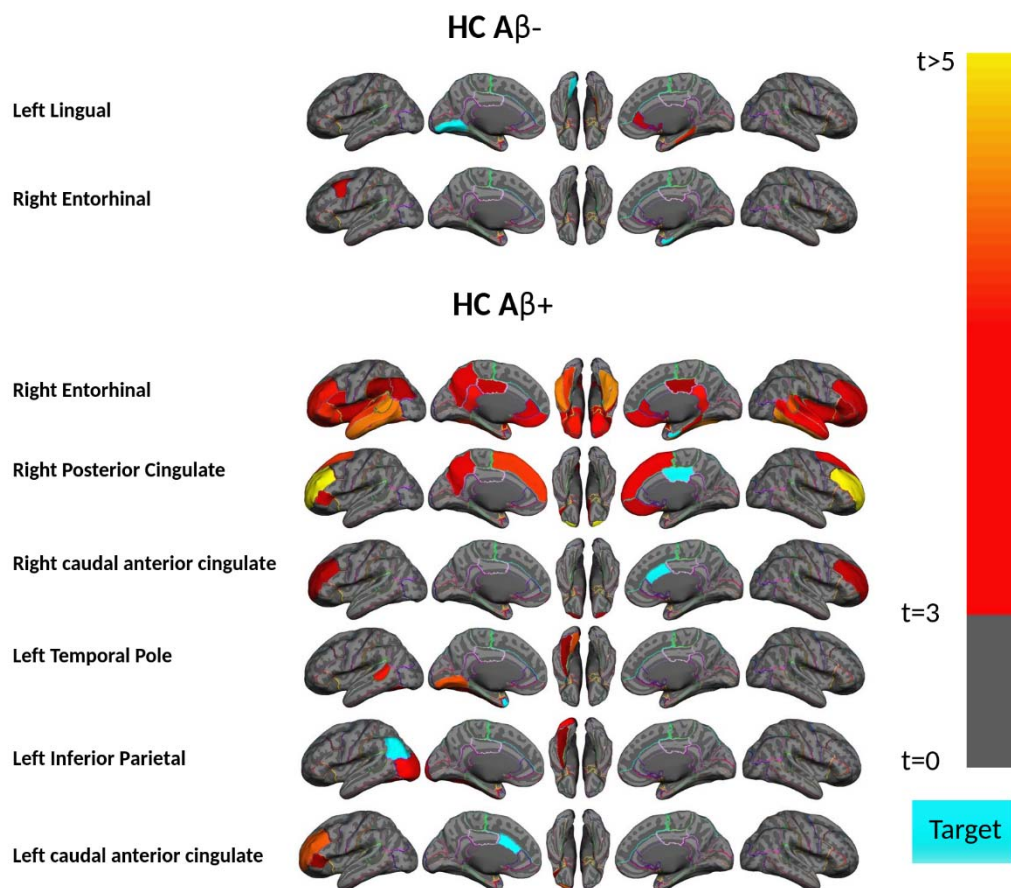 HC Aβ-
t>5
Left Lingual
Right Entorhinal
HC Aβ+
Right Entorhinal
Right Posterior Cingulate
Right caudal anterior cingulate
t=3
Left Temporal Pole
Left Inferior Parietal
t=0
Target
Left caudal anterior cingulate